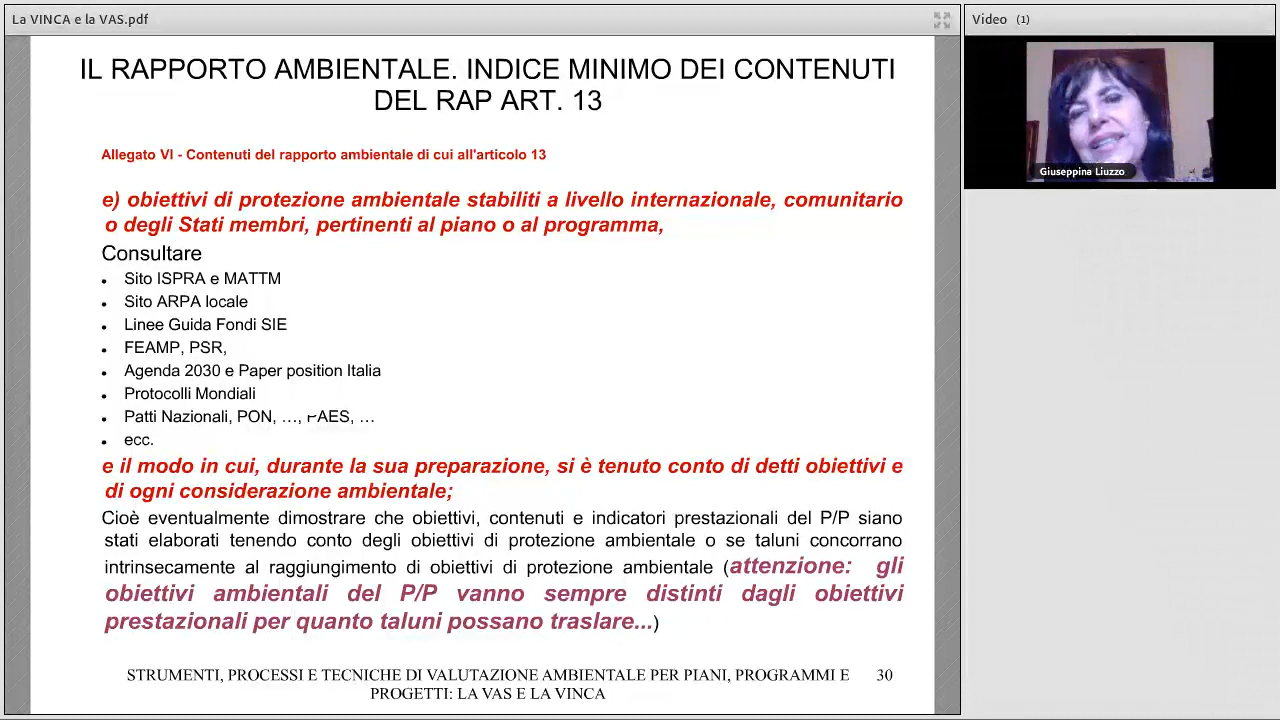 La VINCA e la VAS.pdf
Video (1)
IL RAPPORTO AMBIENTALE. INDICE MINIMO DEI CONTENUTI
DEL RAP ART. 13
Allegato VI - Contenuti del rapporto ambientale di cui all'articolo 13
e) obiettivi di protezione ambientale stabiliti a livello internazionale, comunitario
o degli Stati membri, pertinenti al piano o al programma,
Consultare
• Sito ISPRA e MATTM
• Sito ARPA locale
• Linee Guida Fondi SIE
• FEAMP, PSR,
• Agenda 2030 e Paper position Italia
• Protocolli Mondiali
• Patti Nazionali, PON, …, PAES, …
• ecc.
e il modo in cui, durante la sua preparazione, si è tenuto conto di detti obiettivi e
di ogni considerazione ambientale;
Cioè eventualmente dimostrare che obiettivi, contenuti e indicatori prestazionali del P/P siano
stati elaborati tenendo conto degli obiettivi di protezione ambientale o se taluni concorrano
intrinsecamente al raggiungimento di obiettivi di protezione ambientale (attenzione: gli
obiettivi ambientali del P/P vanno sempre distinti dagli obiettivi
prestazionali per quanto taluni possano traslare...)
STRUMENTI, PROCESSI E TECNICHE DI VALUTAZIONE AMBIENTALE PER PIANI, PROGRAMMI E
PROGETTI: LA VAS E LA VINCA
30
Giuseppina Liuzzo